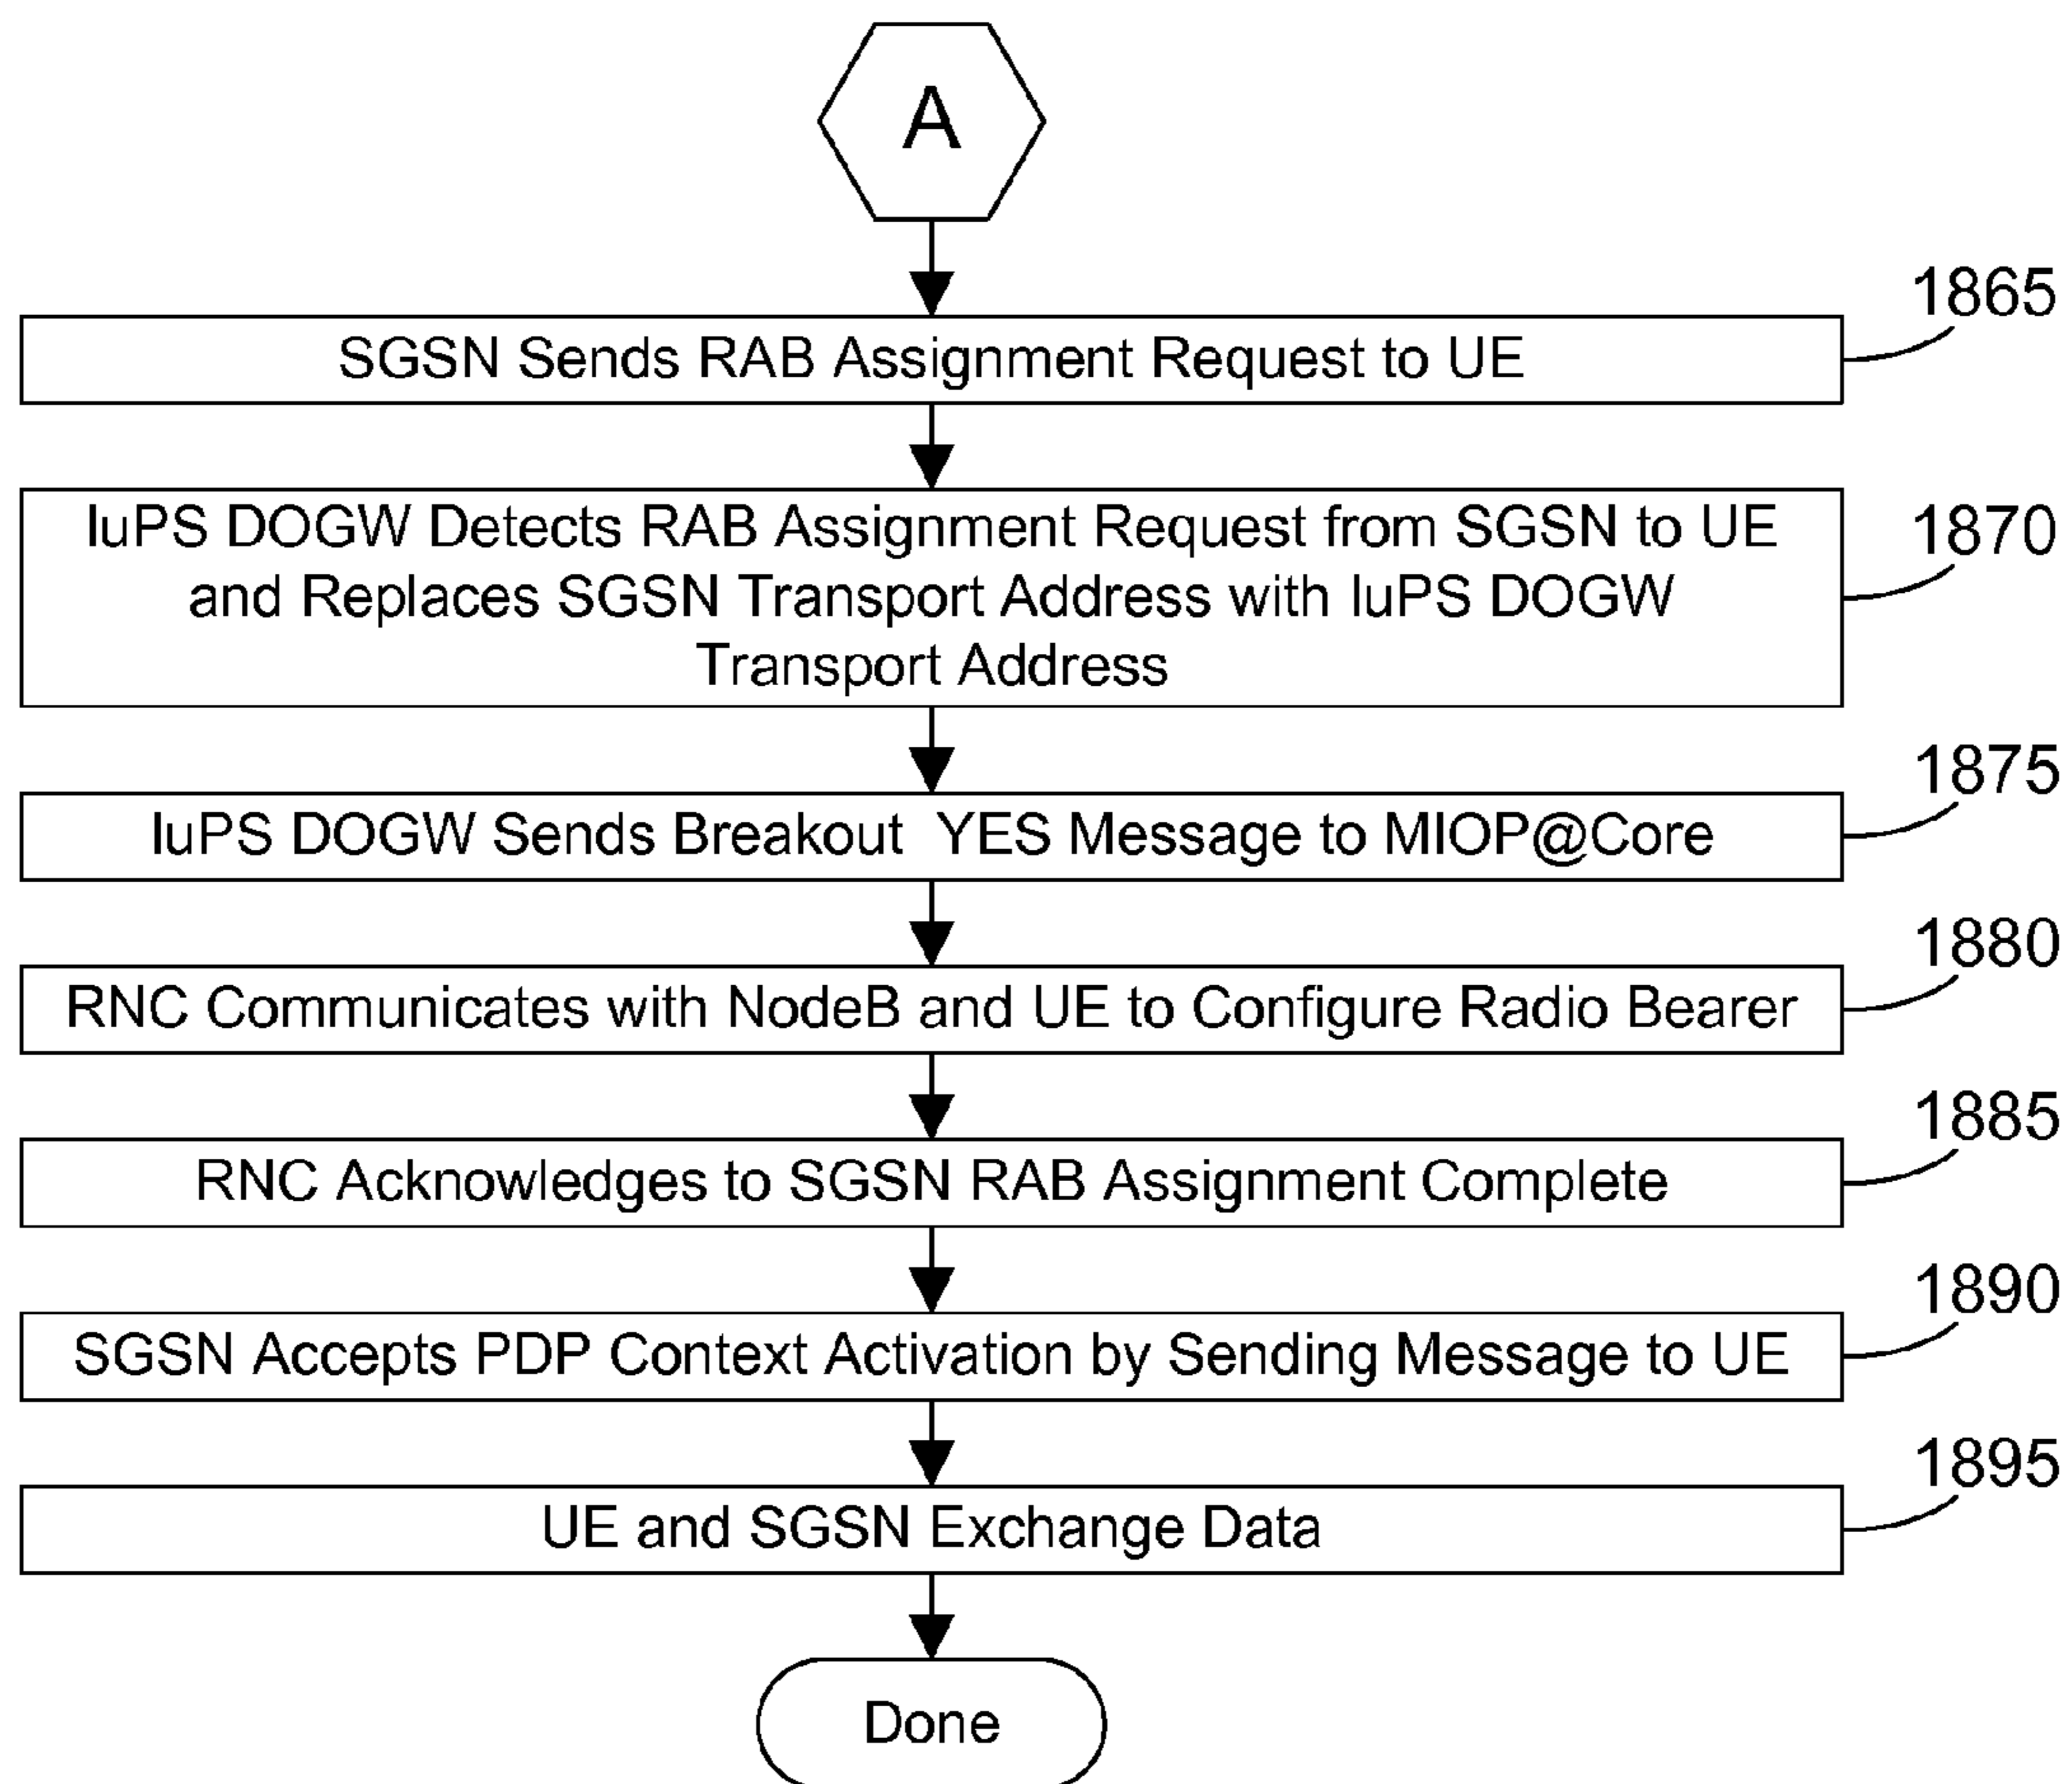 A
1865
SGSN Sends RAB Assignment Request to UE
1870
IuPS DOGW Detects RAB Assignment Request from SGSN to UE
and Replaces SGSN Transport Address with IuPS DOGW
Transport Address
1875
IuPS DOGW Sends Breakout YES Message to MIOP@Core
1880
RNC Communicates with NodeB and UE to Configure Radio Bearer
1885
RNC Acknowledges to SGSN RAB Assignment Complete
1890
SGSN Accepts PDP Context Activation by Sending Message to UE
1895
UE and SGSN Exchange Data
Done